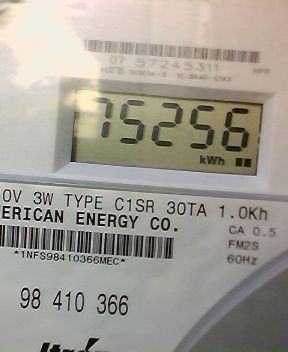 07 57245311
75256
kWh
0V 3W TYPE C1SR 30TA 1.0Kh
ERICAN ENERGY CO.
CA 0.5
FM2S
60Hz
*1NFS98410366MEC*
98 410 366
Itron